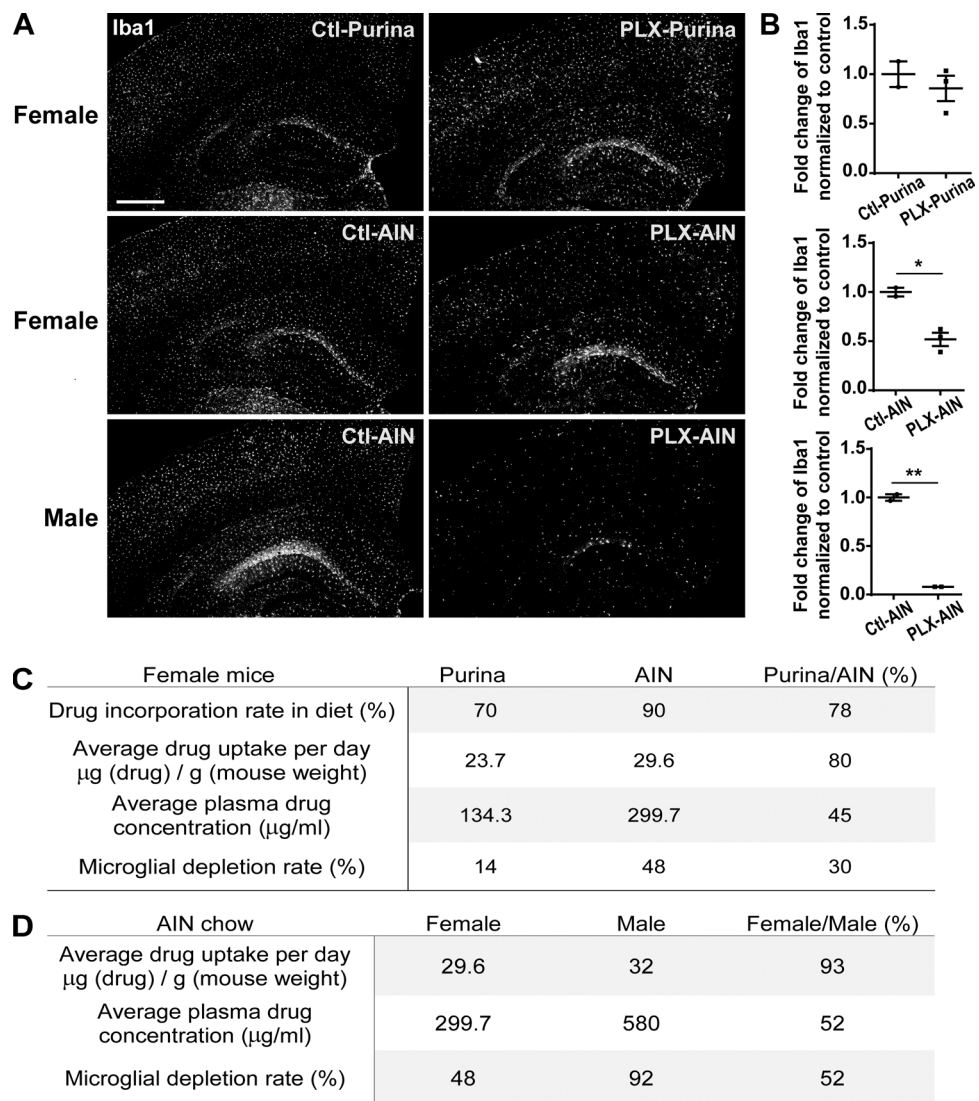 A
Iba1 Ctl-Purina
PLX-Purina
Female
Ctl-AIN
PLX-AIN
Female
Ctl-AIN
PLX-AIN
Male
B
Fold change of Iba1
normalized to control
1.5
1.0
0.5
0.0
Ctl-Purina
PLX-Purina
Fold change of Iba1
normalized to control
1.5
1.0
0.5
0.0
*
Ctl-AIN
PLX-AIN
Fold change of Iba1
normalized to control
1.5
1.0
0.5
0.0
**
Ctl-AIN
PLX-AIN
C
Female mice Purina AIN Purina/AIN (%)
Drug incorporation rate in diet (%) 70 90 78
Average drug uptake per day
µg (drug) / g (mouse weight) 23.7 29.6 80
Average plasma drug
concentration (µg/ml) 134.3 299.7 45
Microglial depletion rate (%) 14 48 30
D
AIN chow Female Male Female/Male (%)
Average drug uptake per day
µg (drug) / g (mouse weight) 29.6 32 93
Average plasma drug
concentration (µg/ml) 299.7 580 52
Microglial depletion rate (%) 48 92 52